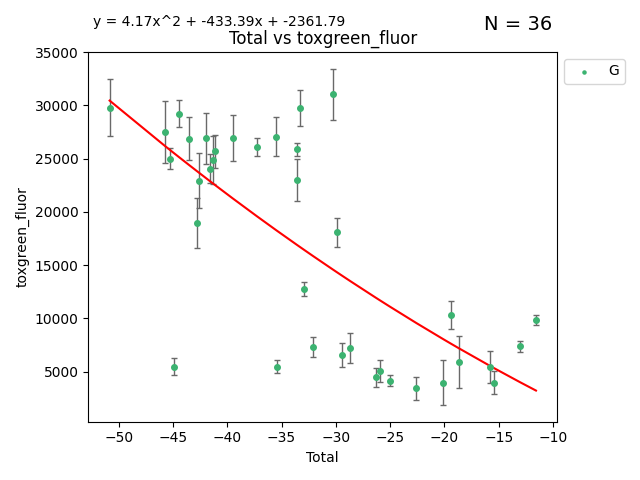 y = 4.17x^2 + -433.39x + -2361.79
N = 36
Total vs toxgreen_fluor
G
toxgreen_fluor
35000
30000
25000
20000
15000
10000
5000
−50
−45
−40
−35
−30
−25
−20
−15
−10
Total